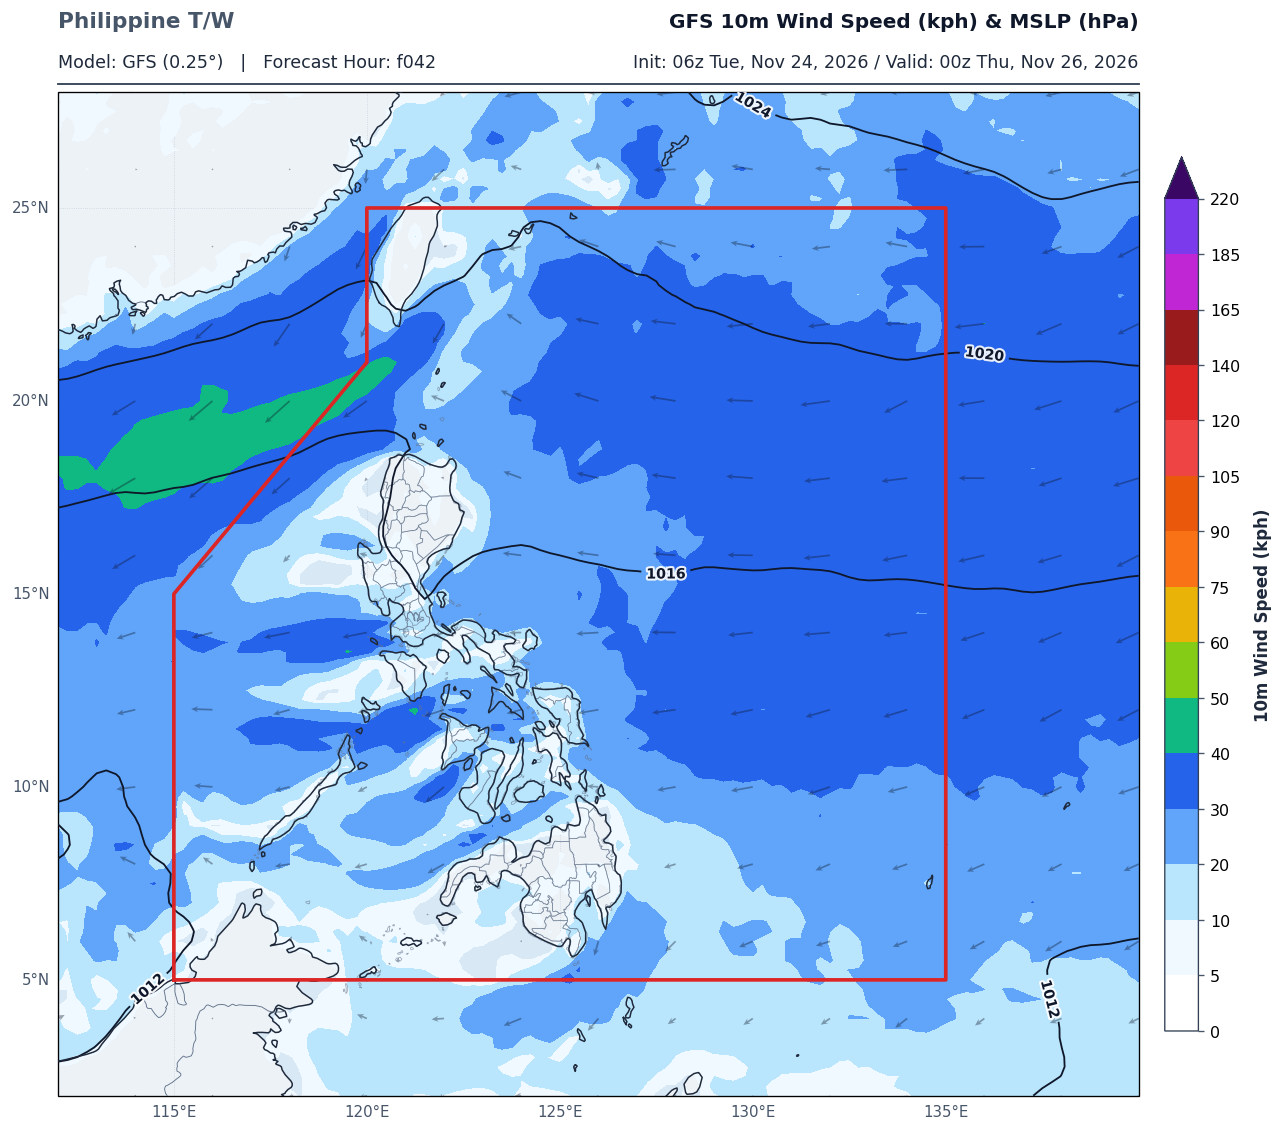 Philippine T/W
GFS 10m Wind Speed (kph) & MSLP (hPa)
Model: GFS (0.25°) | Forecast Hour: f042
Init: 06z Tue, Nov 24, 2026 / Valid: 00z Thu, Nov 26, 2026
1024
25°N
1020
20°N
1016
15°N
10°N
1012
1012
5°N
115°E
120°E
125°E
130°E
135°E
220
185
165
140
120
105
90
75
60
50
40
30
20
10
5
0
10m Wind Speed (kph)